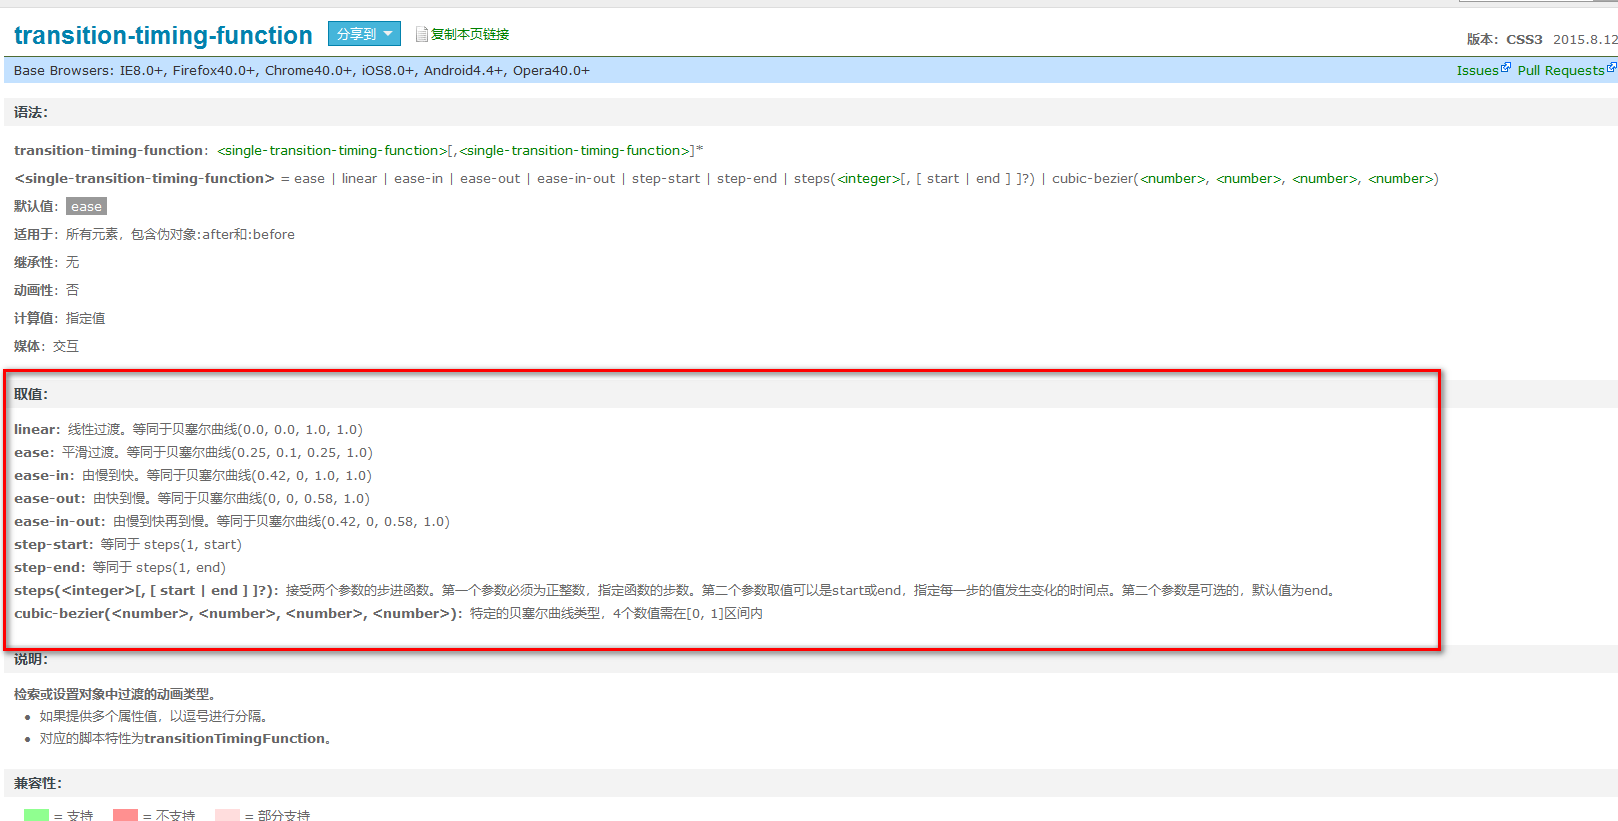 transition-timing-function 分享到 复制本页链接
版本：CSS3 2015.8.12
Base Browsers: IE8.0+, Firefox40.0+, Chrome40.0+, iOS8.0+, Android4.4+, Opera40.0+ Issues Pull Requests
语法：
transition-timing-function：<single-transition-timing-function>[,<single-transition-timing-function>]*
<single-transition-timing-function> = ease | linear | ease-in | ease-out | ease-in-out | step-start | step-end | steps(<integer>[, [ start | end ] ]?) | cubic-bezier(<number>, <number>, <number>, <number>)
默认值：ease
适用于：所有元素，包含伪对象:after和:before
继承性：无
动画性：否
计算值：指定值
媒体：交互
取值：
linear：线性过渡。等同于贝塞尔曲线(0.0, 0.0, 1.0, 1.0)
ease：平滑过渡。等同于贝塞尔曲线(0.25, 0.1, 0.25, 1.0)
ease-in：由慢到快。等同于贝塞尔曲线(0.42, 0, 1.0, 1.0)
ease-out：由快到慢。等同于贝塞尔曲线(0, 0, 0.58, 1.0)
ease-in-out：由慢到快再到慢。等同于贝塞尔曲线(0.42, 0, 0.58, 1.0)
step-start：等同于 steps(1, start)
step-end：等同于 steps(1, end)
steps(<integer>[, [ start | end ] ]?)：接受两个参数的步进函数。第一个参数必须为正整数，指定函数的步数。第二个参数取值可以是start或end，指定每一步的值发生变化的时间点。第二个参数是可选的，默认值为end。
cubic-bezier(<number>, <number>, <number>, <number>)：特定的贝塞尔曲线类型，4个数值需在[0, 1]区间内
说明：
检索或设置对象中过渡的动画类型。
如果提供多个属性值，以逗号进行分隔。
对应的脚本特性为transitionTimingFunction。
兼容性：
= 支持 = 不支持 = 部分支持